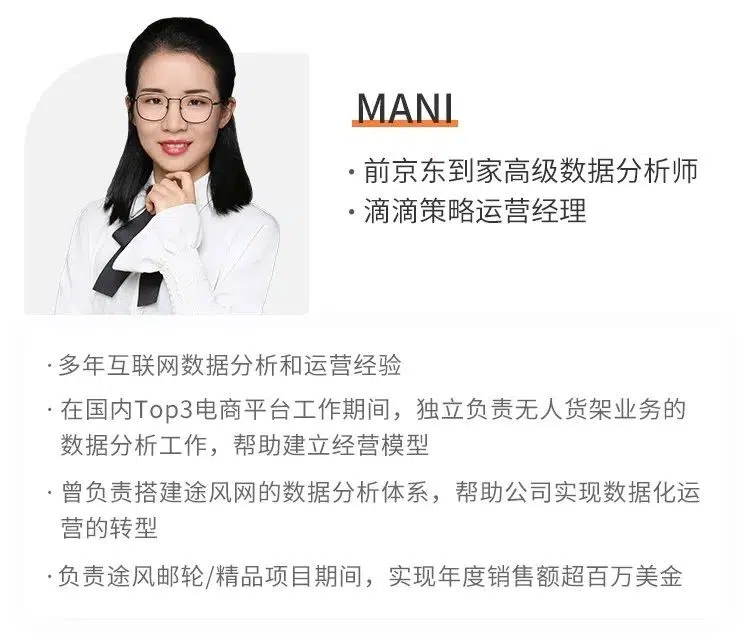 MANI
·前京东到家高级数据分析师
·滴滴策略运营经理
·多年互联网数据分析和运营经验
·在国内Top3电商平台工作期间，独立负责无人货架业务的
数据分析工作，帮助建立经营模型
·曾负责搭建途风网的数据分析体系，帮助公司实现数据化运
营的转型
·负责途风邮轮/精品项目期间，实现年度销售额超百万美金